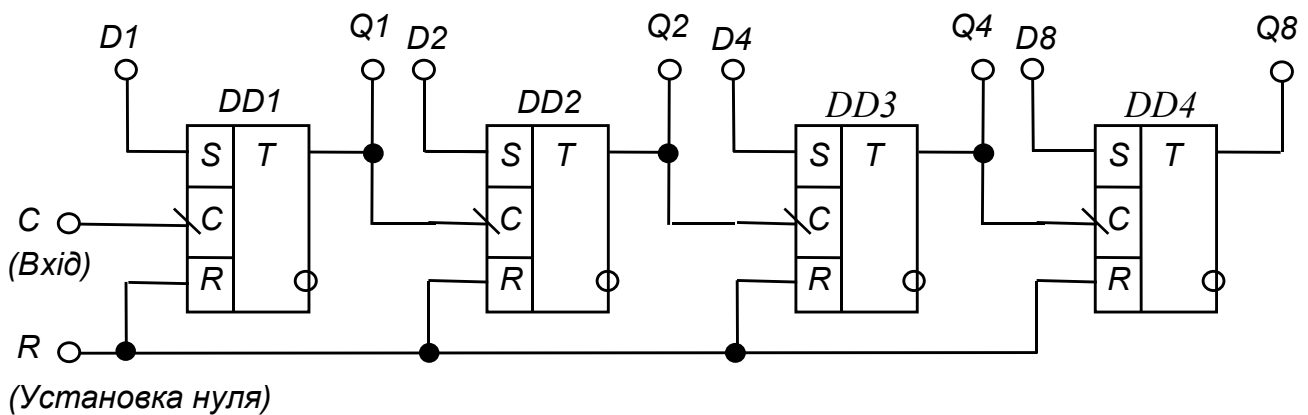 D1 Q1 D2 Q2 D4 Q4 D8 Q8
DD1 DD2 DD3 DD4
S T S T S T S T
C C C C C
(Вхід)
R R R R
R
(Установка нуля)